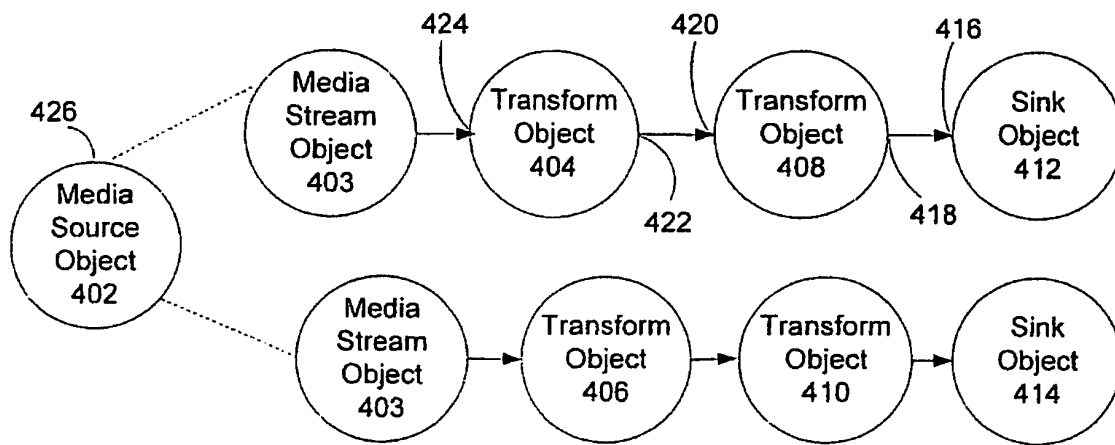 424
420
416
426
Media
Stream
Object
403
Transform
Object
404
Transform
Object
408
Sink
Object
412
422
418
Media
Source
Object
402
Media
Stream
Object
403
Transform
Object
406
Transform
Object
410
Sink
Object
414